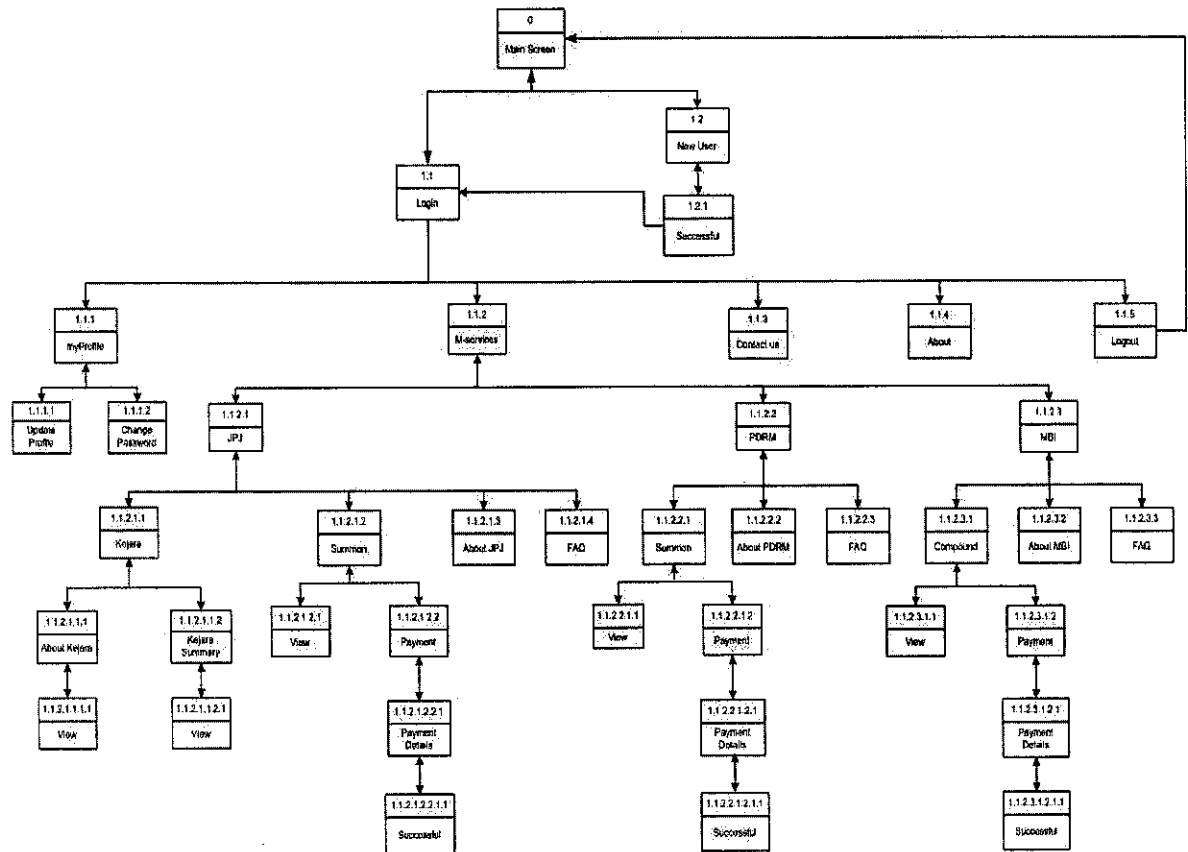 0
Main Screen
1.2
New User
1.1
Login
1.2.1
Successful
1.1.1
myProfile
1.1.2
M-services
1.1.3
Contact us
1.1.4
About
1.1.5
Logout
1.1.1.1
Update
Profile
1.1.1.2
Change
Password
1.1.2.1
JPJ
1.1.2.2
PDRM
1.1.2.3
MBI
1.1.2.1.1
Kejara
1.1.2.1.2
Summon
1.1.2.1.3
About JPJ
1.1.2.1.4
FAQ
1.1.2.2.1
Summon
1.1.2.2.2
About PDRM
1.1.2.2.3
FAQ
1.1.2.3.1
Compound
1.1.2.3.2
About MBI
1.1.2.3.3
FAQ
1.1.2.1.1.1
About Kejara
1.1.2.1.1.2
Kejara
Summary
1.1.2.1.2.1
View
1.1.2.1.2.2
Payment
1.1.2.2.1.1
View
1.1.2.2.1.2
Payment
1.1.2.3.1.1
View
1.1.2.3.1.2
Payment
1.1.2.1.1.1.1
View
1.1.2.1.1.2.1
View
1.1.2.1.2.2.1
Payment
Details
1.1.2.2.1.2.1
Payment
Details
1.1.2.3.1.2.1
Payment
Details
1.1.2.1.2.2.1.1
Successful
1.1.2.2.1.2.1.1
Successful
1.1.2.3.1.2.1.1
Successful